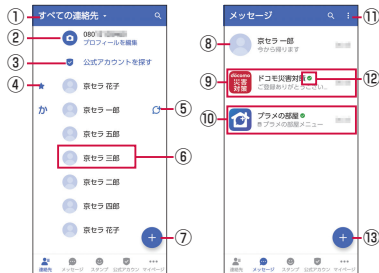 ① すべての連絡先
② 080
プロフィールを編集
③ 公式アカウントを探す
④ ★ 京セラ 花子
か 京セラ 一郎 ⑤
京セラ 五郎
京セラ 三郎 ⑥
京セラ 二郎
京セラ 四郎
京セラ 花子
+ ⑦
連絡先 メッセージ スタンプ 公式アカウント マイページ
メッセージ ⑪
⑧ 京セラ 一郎
今から帰ります
⑨ docomo 災害対策 ドコモ災害対策 ⑫
ご登録ありがとうございます。
⑩ プラメの部屋
プラメの部屋メニュー
+ ⑬
連絡先 メッセージ スタンプ 公式アカウント マイページ